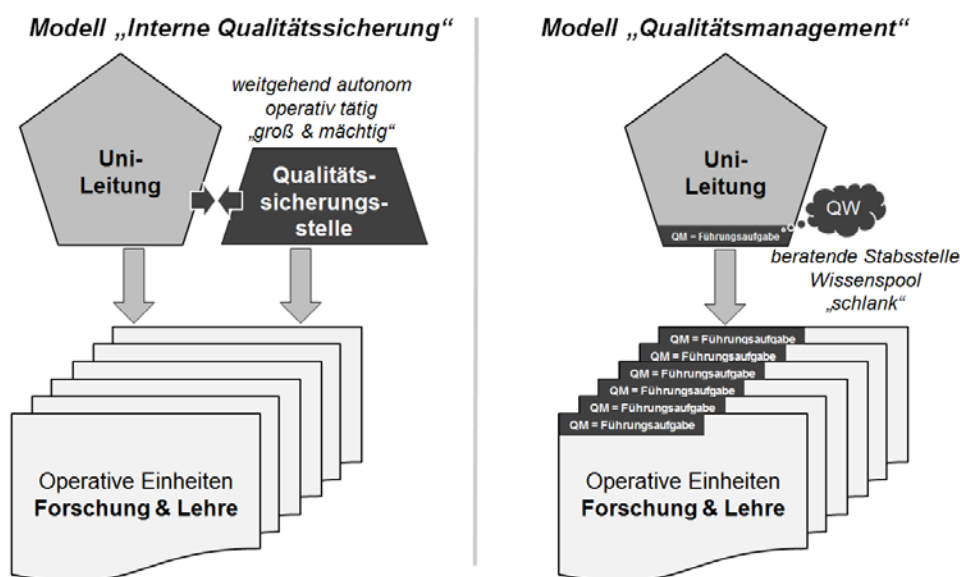 Modell „Interne Qualitätssicherung“
weitgehend autonom
operativ tätig
„groß & mächtig“
Uni-
Leitung
Qualitäts-
sicherungs-
stelle
Operative Einheiten
Forschung & Lehre
Modell „Qualitätsmanagement“
Uni-
Leitung
QM = Führungsaufgabe
QW
beratende Stabsstelle
Wissenspool
„schlank“
QM = Führungsaufgabe
QM = Führungsaufgabe
QM = Führungsaufgabe
QM = Führungsaufgabe
QM = Führungsaufgabe
QM = Führungsaufgabe
Operative Einheiten
Forschung & Lehre